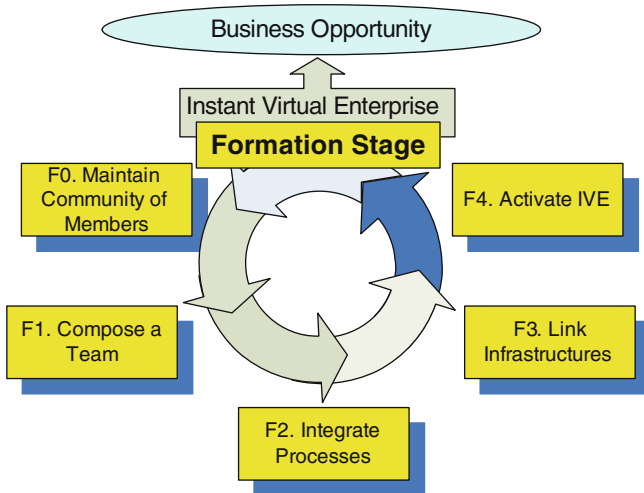 Business Opportunity
Instant Virtual Enterprise
Formation Stage
F0. Maintain
Community of
Members
F4. Activate IVE
F1. Compose a
Team
F3. Link
Infrastructures
F2. Integrate
Processes